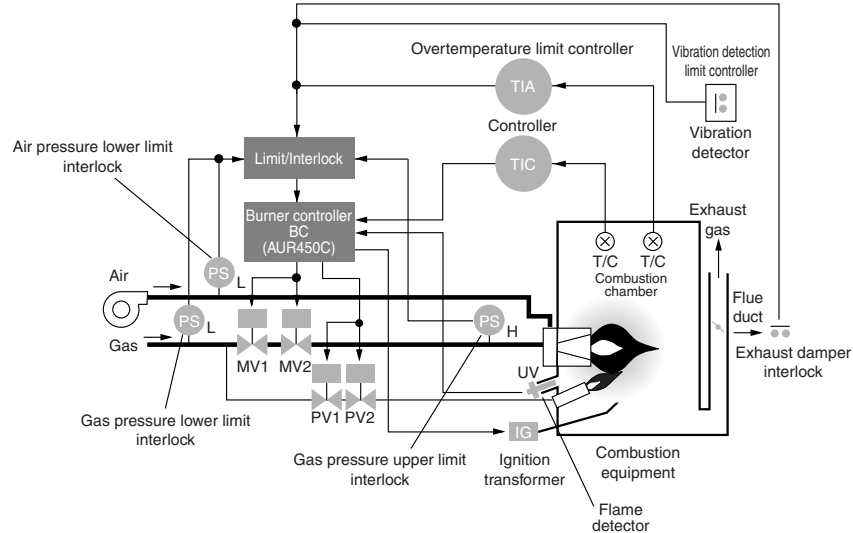 Overtemperature limit controller
Vibration detection
limit controller
TIA
Vibration
detector
Controller
TIC
Air pressure lower limit
interlock
Limit/Interlock
Burner controller
BC
(AUR450C)
Exhaust
gas
T/C
T/C
Combustion
chamber
PS
L
Air
PS
L
Gas
PS
H
Flue
duct
Exhaust damper
interlock
MV1
MV2
UV
PV1
PV2
Gas pressure lower limit
interlock
IG
Gas pressure upper limit
interlock
Ignition
transformer
Combustion
equipment
Flame
detector